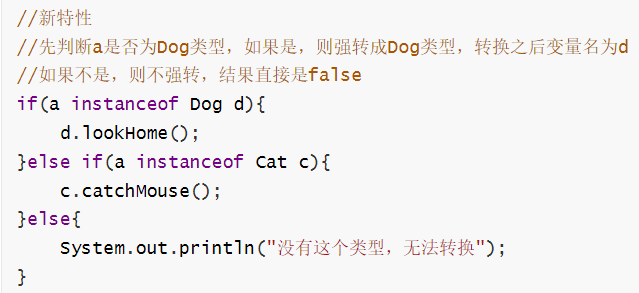 //新特性
//先判断a是否为Dog类型，如果是，则强转成Dog类型，转换之后变量名为d
//如果不是，则不强转，结果直接是false
if(a instanceof Dog d){
    d.lookHome();
}else if(a instanceof Cat c){
    c.catchMouse();
}else{
    System.out.println("没有这个类型，无法转换");
}